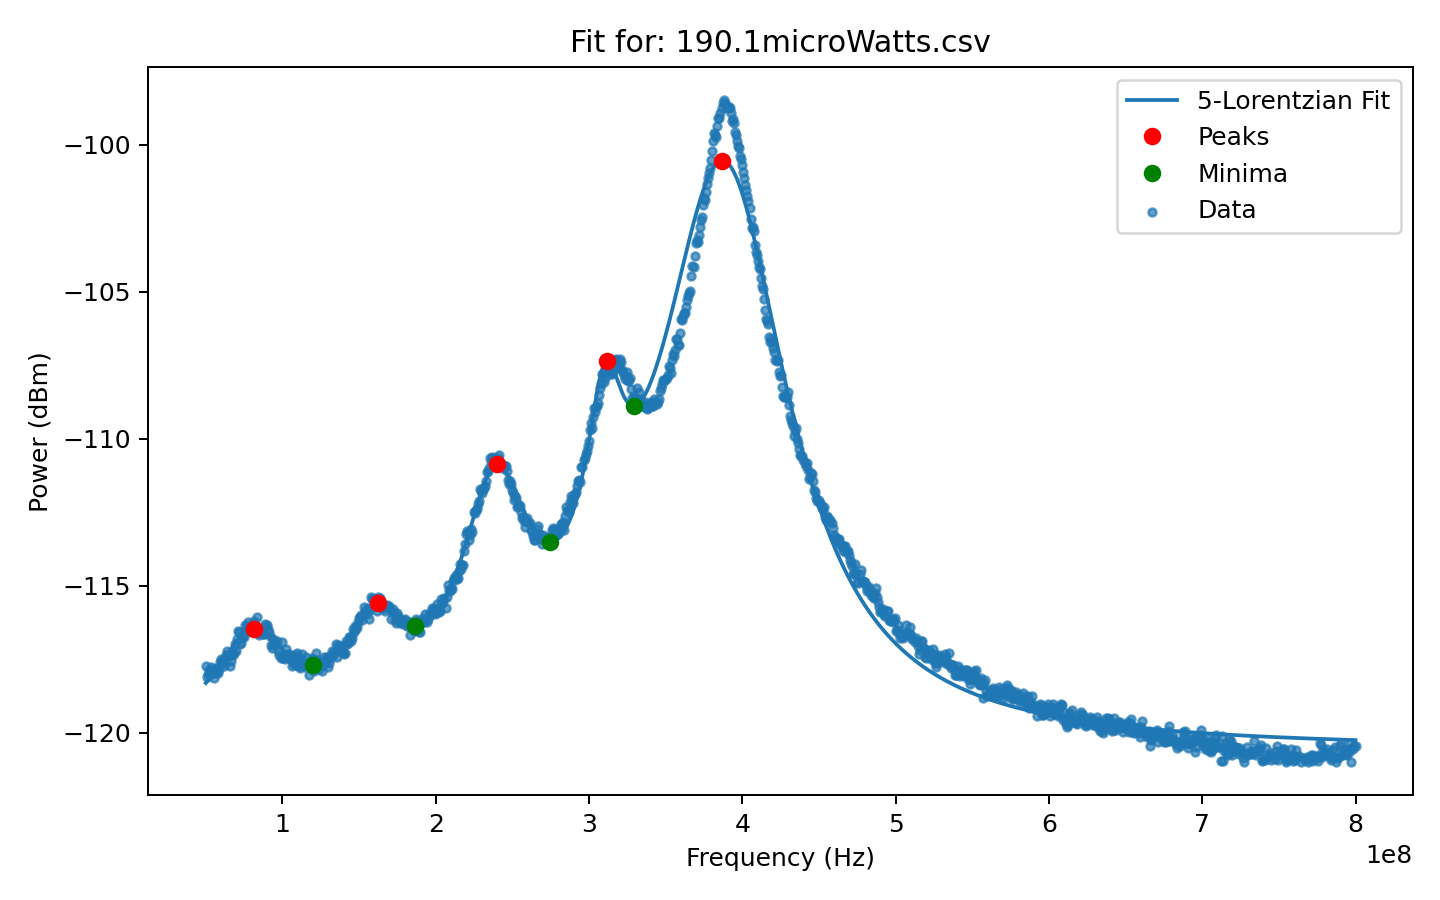 Fit for: 190.1microWatts.csv
5-Lorentzian Fit
Peaks
Minima
Data
Power (dBm)
−100
−105
−110
−115
−120
1 2 3 4 5 6 7 8
1e8
Frequency (Hz)